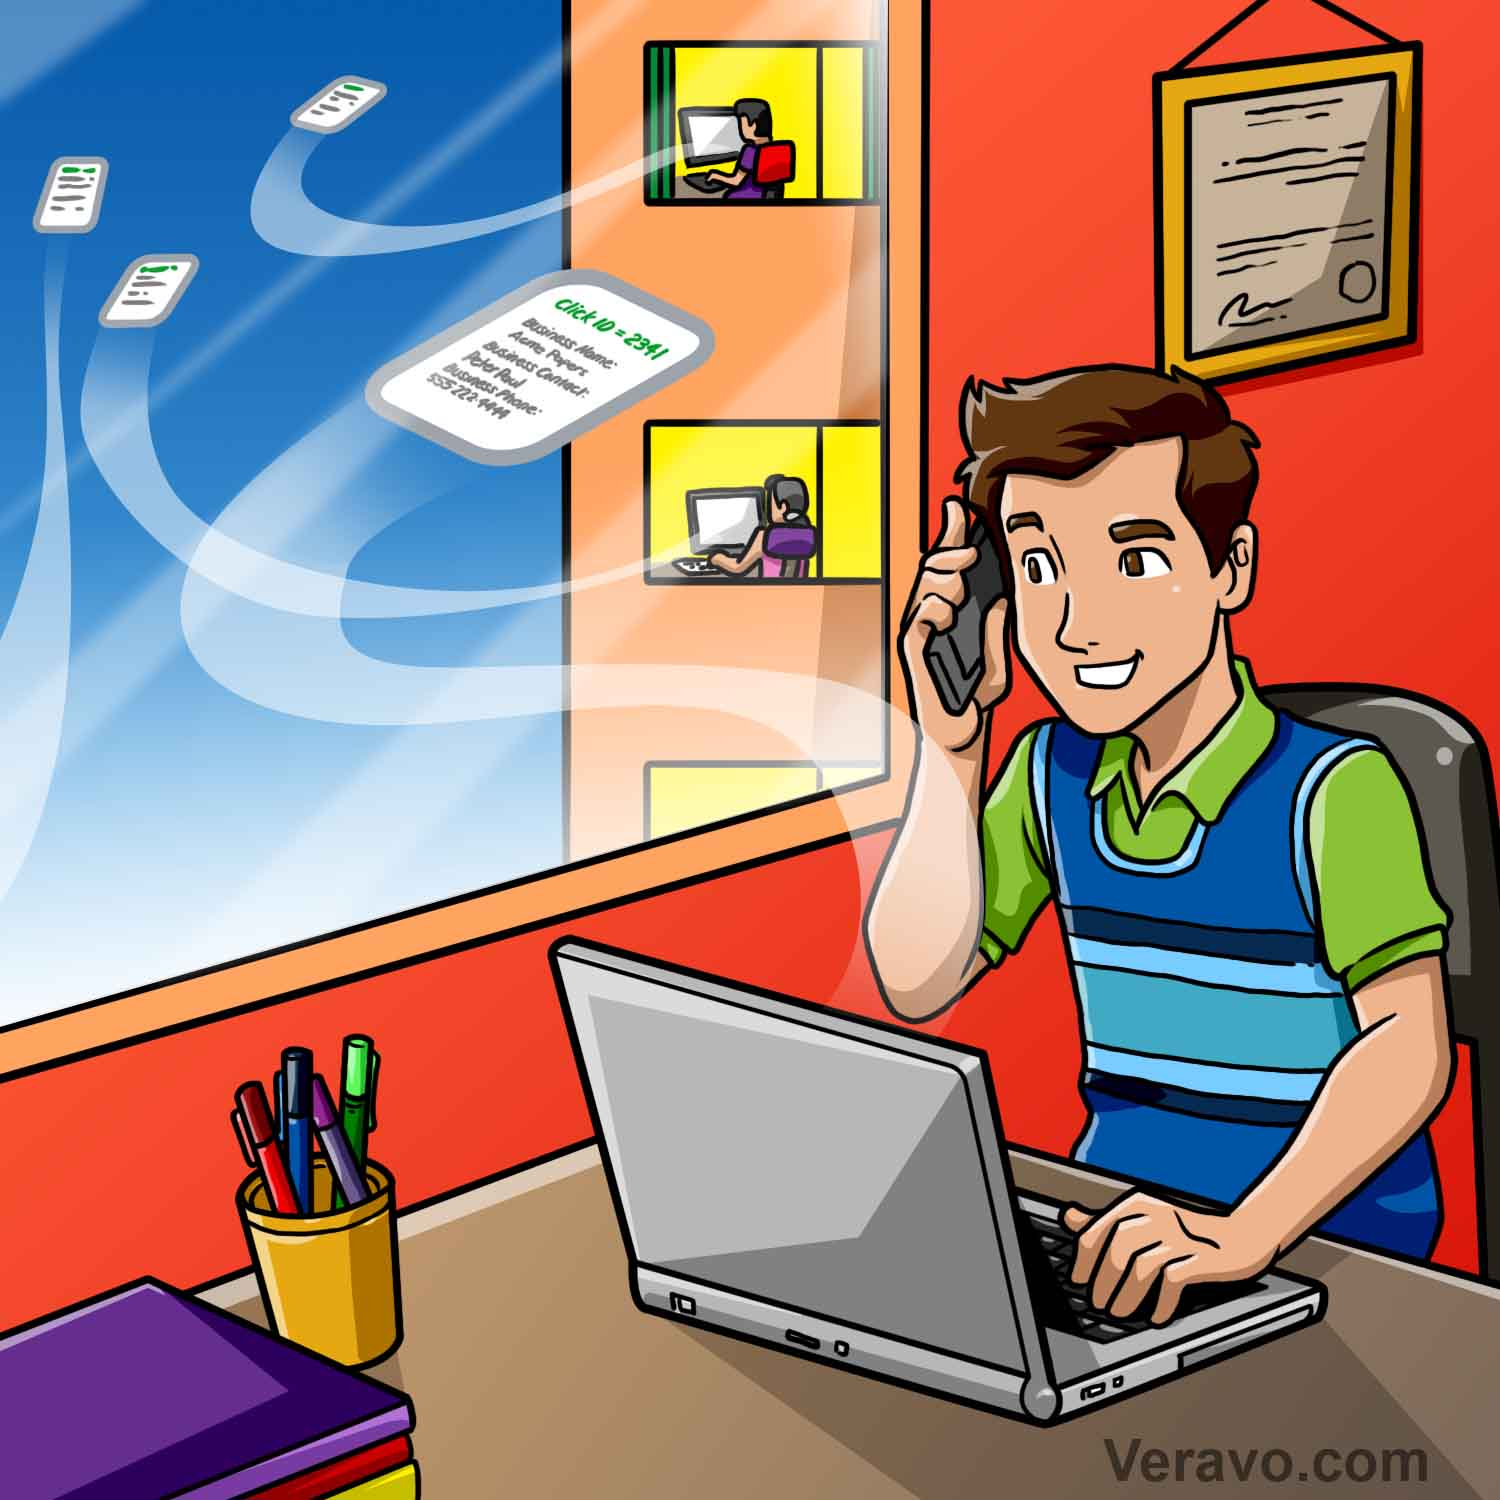 Click ID = 2341
Business Name:
Acme Papers
Business Contact:
Peter Paul
Business Phone:
555-222-4444
Veravo.com